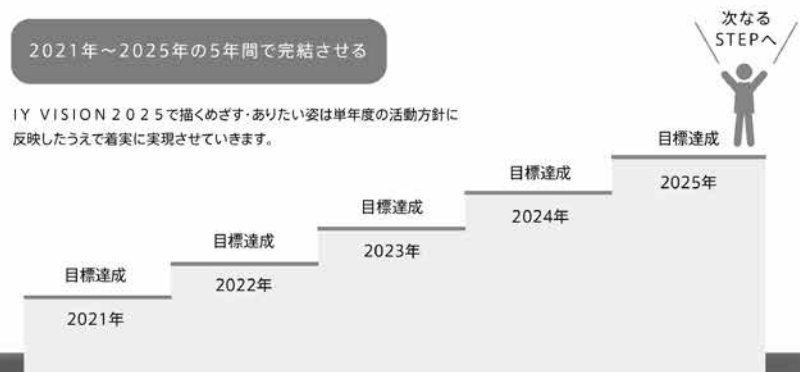 2021年～2025年の5年間で完結させる
IY VISION2025で描くめざす・ありたい姿は単年度の活動方針に
反映したうえで着実に実現させていきます。
次なる
STEPへ
目標達成
2025年
目標達成
2024年
目標達成
2023年
目標達成
2022年
目標達成
2021年